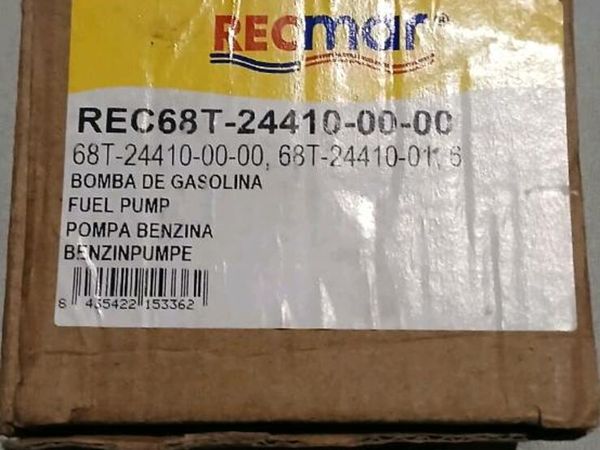 RECmar
REC68T-24410-00-00
68T-24410-00-00, 68T-24410-01, 6
BOMBA DE GASOLINA
FUEL PUMP
POMPA BENZINA
BENZINPUMPE
8 435422 153362